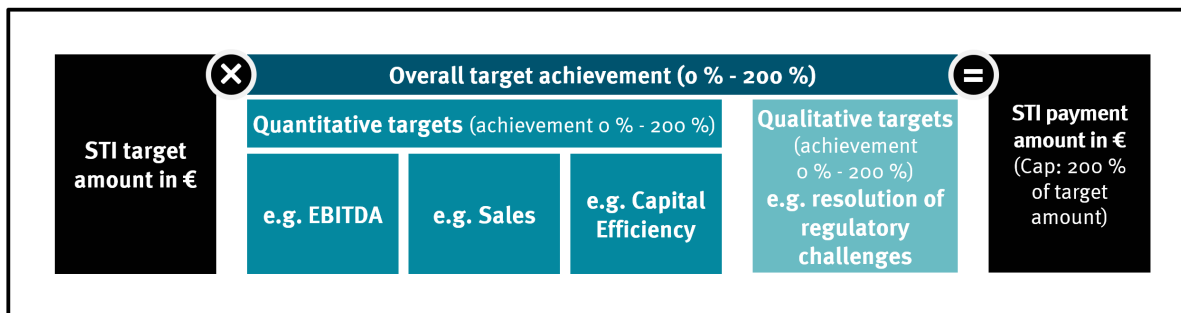 STI target
amount in €
×
Overall target achievement (0 % - 200 %)
Quantitative targets (achievement 0 % - 200 %)
e.g. EBITDA
e.g. Sales
e.g. Capital
Efficiency
Qualitative targets
(achievement
0 % - 200 %)
e.g. resolution of
regulatory
challenges
=
STI payment
amount in €
(Cap: 200 %
of target
amount)